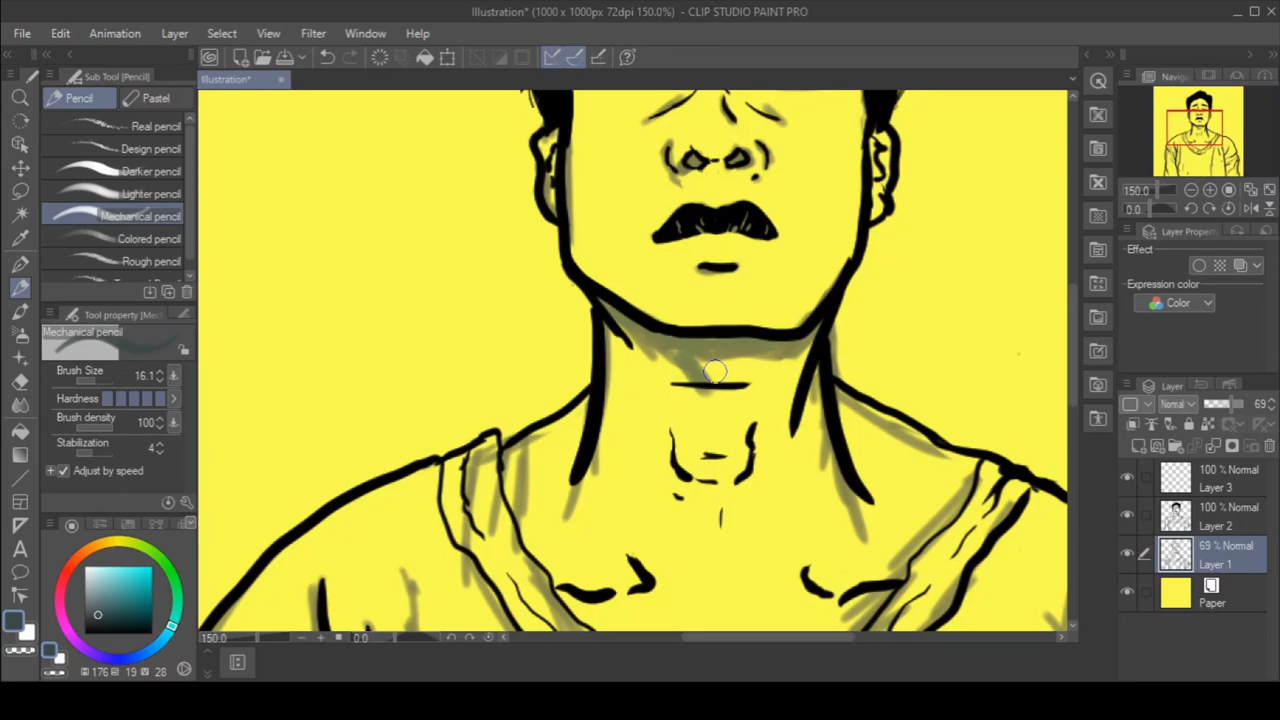 Illustration* (1000 x 1000px 72dpi 150.0%) - CLIP STUDIO PAINT PRO
File Edit Animation Layer Select View Filter Window Help
Sub Tool [Pencil]
Illustration*
Pencil Pastel
Real pencil
Design pencil
Darker pencil
Lighter pencil
Mechanical pencil
Colored pencil
Rough pencil
Tool property [Mec
Mechanical pencil
Brush Size 16.1
Hardness
Brush density 100
Stabilization 4
Adjust by speed
176 19 28
150.0 0.0
Navig
150.0
0.0
Layer Property
Effect
Expression color
Color
Layer
Normal 69
100 % Normal
Layer 3
100 % Normal
Layer 2
69 % Normal
Layer 1
Paper